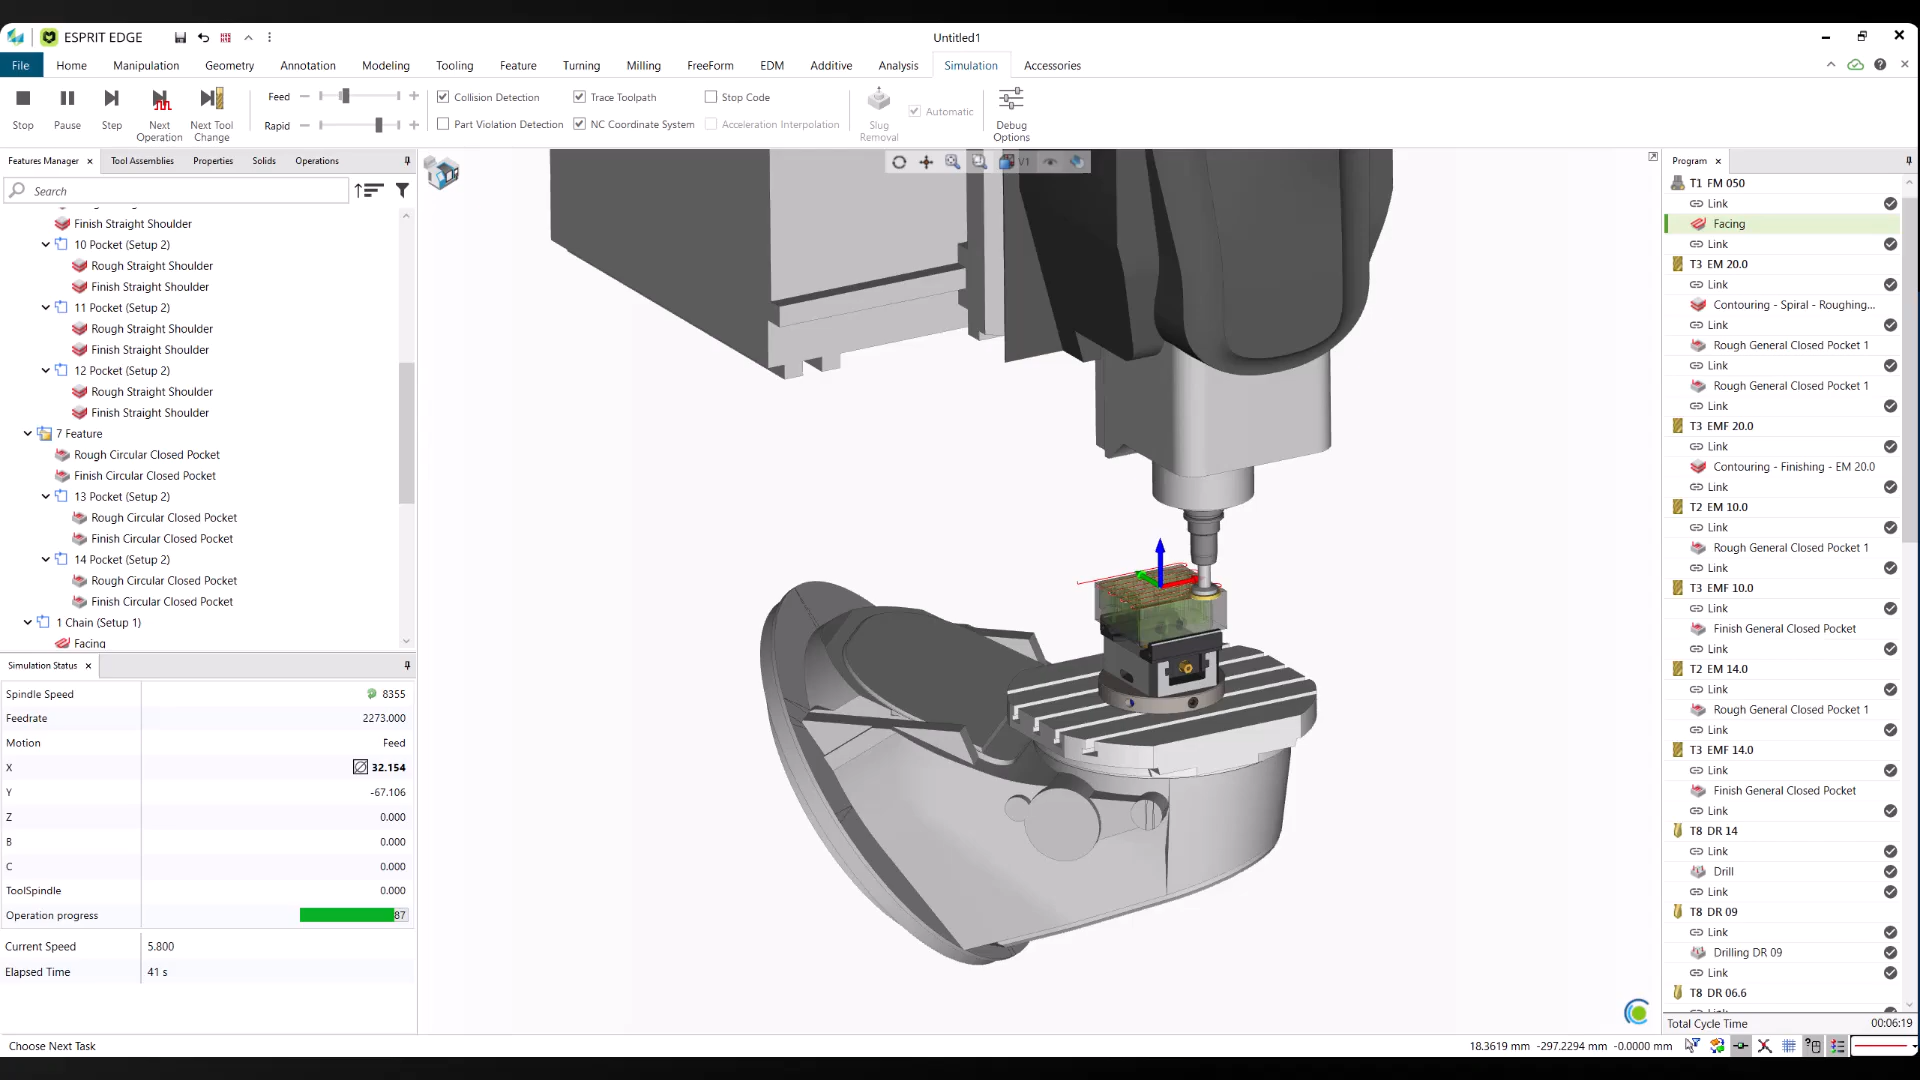 ESPRIT EDGE
Untitled1
File Home Manipulation Geometry Annotation Modeling Tooling Feature Turning Milling FreeForm EDM Additive Analysis Simulation Accessories
Stop
Pause
Step
Next Operation
Next Tool Change
Feed
Rapid
Collision Detection
Part Violation Detection
Trace Toolpath
NC Coordinate System
Stop Code
Acceleration Interpolation
Slug Removal
Automatic
Debug Options
Features Manager Tool Assemblies Properties Solids Operations
Search
Finish Straight Shoulder
10 Pocket (Setup 2)
Rough Straight Shoulder
Finish Straight Shoulder
11 Pocket (Setup 2)
Rough Straight Shoulder
Finish Straight Shoulder
12 Pocket (Setup 2)
Rough Straight Shoulder
Finish Straight Shoulder
7 Feature
Rough Circular Closed Pocket
Finish Circular Closed Pocket
13 Pocket (Setup 2)
Rough Circular Closed Pocket
Finish Circular Closed Pocket
14 Pocket (Setup 2)
Rough Circular Closed Pocket
Finish Circular Closed Pocket
1 Chain (Setup 1)
Facing
Simulation Status
Spindle Speed 8355
Feedrate 2273.000
Motion Feed
X 32.154
Y -67.106
Z 0.000
B 0.000
C 0.000
ToolSpindle 0.000
Operation progress 87
Current Speed 5.800
Elapsed Time 41 s
V1
Program
T1 FM 050
Link
Facing
Link
T3 EM 20.0
Link
Contouring - Spiral - Roughing...
Link
Rough General Closed Pocket 1
Link
Rough General Closed Pocket 1
Link
T3 EMF 20.0
Link
Contouring - Finishing - EM 20.0
Link
T2 EM 10.0
Link
Rough General Closed Pocket 1
Link
T3 EMF 10.0
Link
Finish General Closed Pocket
Link
T2 EM 14.0
Link
Rough General Closed Pocket 1
Link
T3 EMF 14.0
Link
Finish General Closed Pocket
Link
T8 DR 14
Link
Drill
Link
T8 DR 09
Link
Drilling DR 09
Link
T8 DR 06.6
Total Cycle Time 00:06:19
Choose Next Task
18.3619 mm -297.2294 mm -0.0000 mm